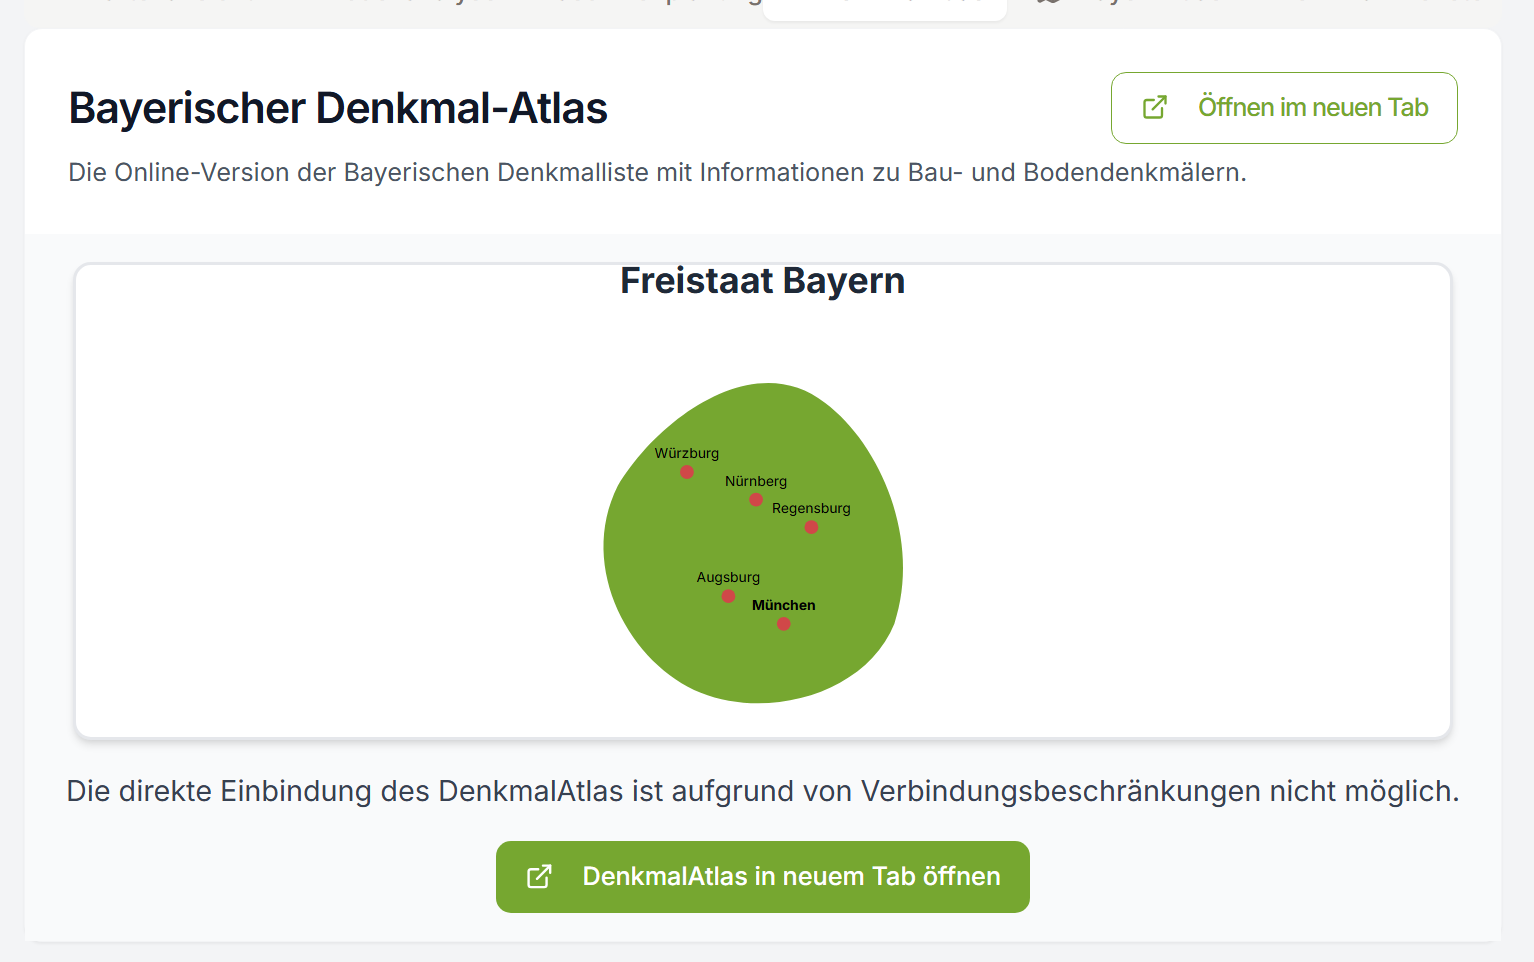 Bayerischer Denkmal-Atlas
Öffnen im neuen Tab
Die Online-Version der Bayerischen Denkmalliste mit Informationen zu Bau- und Bodendenkmälern.
Freistaat Bayern
Würzburg
Nürnberg
Regensburg
Augsburg
München
Die direkte Einbindung des DenkmalAtlas ist aufgrund von Verbindungsbeschränkungen nicht möglich.
DenkmalAtlas in neuem Tab öffnen